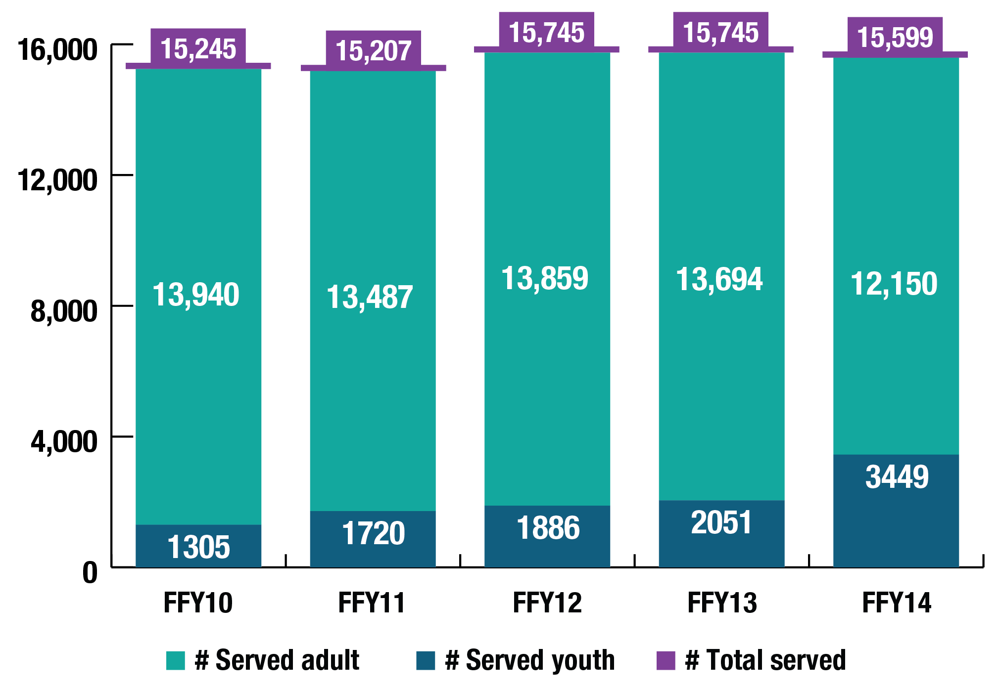 15,745 15,745
15,245 15,207 15,599
16,000
12,000
13,940 13,487 13,859 13,694 12,150
8,000
4,000
3449
1305 1720 1886 2051
0
FFY10 FFY11 FFY12 FFY13 FFY14
# Served adult # Served youth # Total served